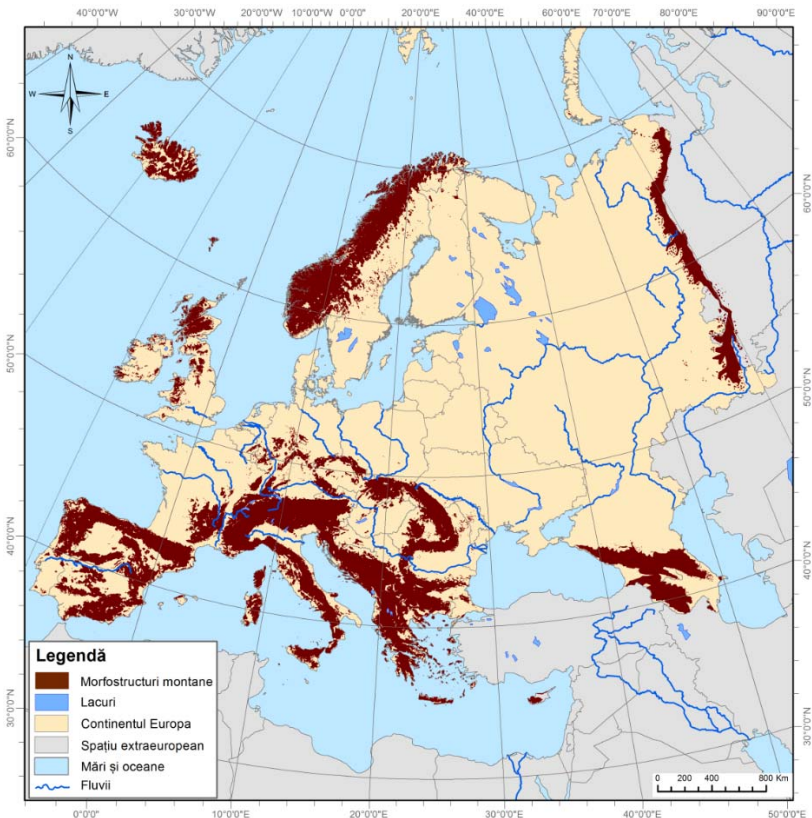 40°0'0"W 30°0'0"W 20°0'0"W 10°0'0"W 0°0'0" 20°0'0"E 40°0'0"E 60°0'0"E 70°0'0"E 80°0'0"E 90°0'0"E
N
W E
S
60°0'0"N
60°0'0"N
50°0'0"N
50°0'0"N
40°0'0"N
40°0'0"N
30°0'0"N
30°0'0"N
Legendă
Morfostructuri montane
Lacuri
Continentul Europa
Spațiu extraeuropean
Mări și oceane
Fluvii
0 200 400 800 Km
0°0'0" 10°0'0"E 20°0'0"E 30°0'0"E 40°0'0"E 50°0'0"E